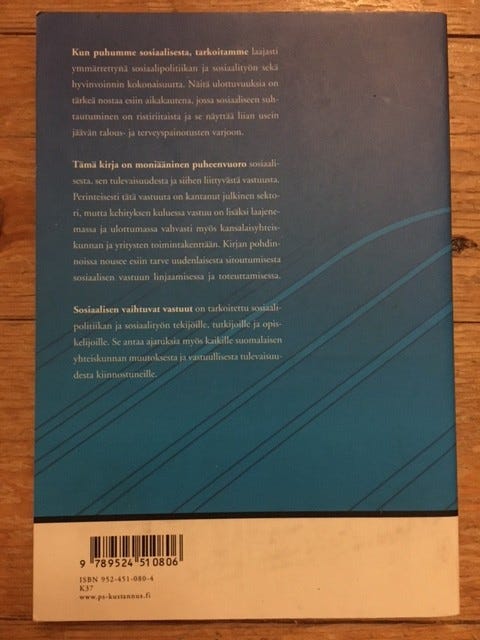 Kun puhumme sosiaalisesta, tarkoitamme laajasti
ymmärrettynä sosiaalipolitiikan ja sosiaalityön sekä
hyvinvoinnin kokonaisuutta. Näitä ulottuvuuksia on
tärkeä nostaa esiin aikakautena, jossa sosiaaliseen suh-
tautuminen on ristiriitaista ja se näyttää liian usein
jäävän talous- ja terveyspainotusten varjoon.
Tämä kirja on moniääninen puheenvuoro sosiaali-
sesta, sen tulevaisuudesta ja siihen liittyvästä vastuusta.
Perinteisesti tätä vastuuta on kantanut julkinen sekto-
ri, mutta kehityksen kuluessa vastuu on lisäksi laajene-
massa ja ulottumassa vahvasti myös kansalaisyhteis-
kunnan ja yritysten toimintakenttään. Kirjan pohdin-
noissa nousee esiin tarve uudenlaisesta sitoutumisesta
sosiaalisen vastuun linjaamisessa ja toteuttamisessa.
Sosiaalisen vaihtuvat vastuut on tarkoitettu sosiaali-
politiikan ja sosiaalityön tekijöille, tutkijoille ja opis-
kelijoille. Se antaa ajatuksia myös kaikille suomalaisen
yhteiskunnan muutoksesta ja vastuullisesta tulevaisuu-
desta kiinnostuneille.
9 789524 510806
ISBN 952-451-080-4
K37
www.ps-kustannus.fi